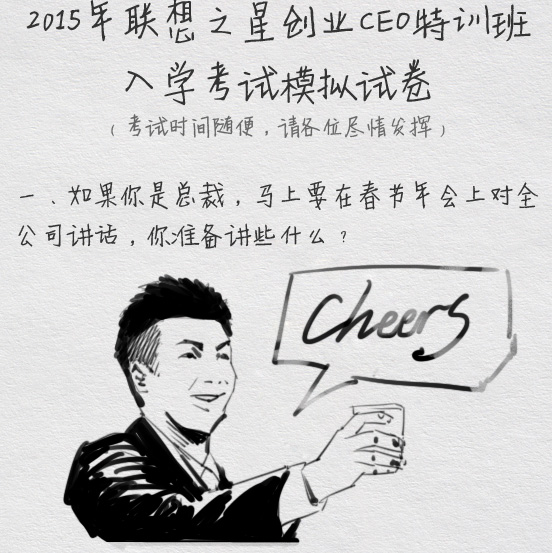 2015年联想之星创业CEO特训班
入学考试模拟试卷
(考试时间随便,请各位尽情发挥)
一、如果你是总裁,马上要在春节年会上对全
公司讲话,你准备讲些什么?
Cheers